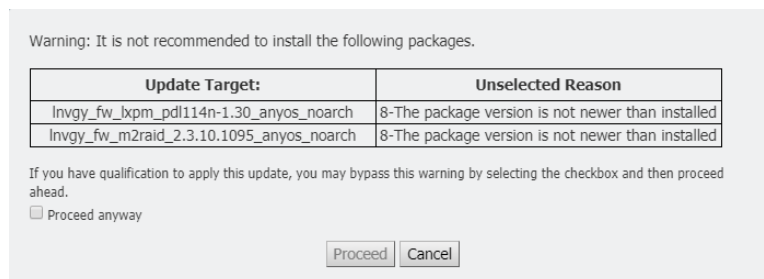 Warning: It is not recommended to install the following packages.
Update Target: Unselected Reason
lnvgy_fw_lxpm_pdl114n-1.30_anyos_noarch 8-The package version is not newer than installed
lnvgy_fw_m2raid_2.3.10.1095_anyos_noarch 8-The package version is not newer than installed
If you have qualification to apply this update, you may bypass this warning by selecting the checkbox and then proceed
ahead.
Proceed anyway
Proceed Cancel